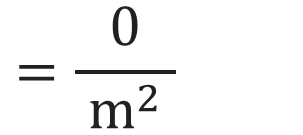 = 0 / m²